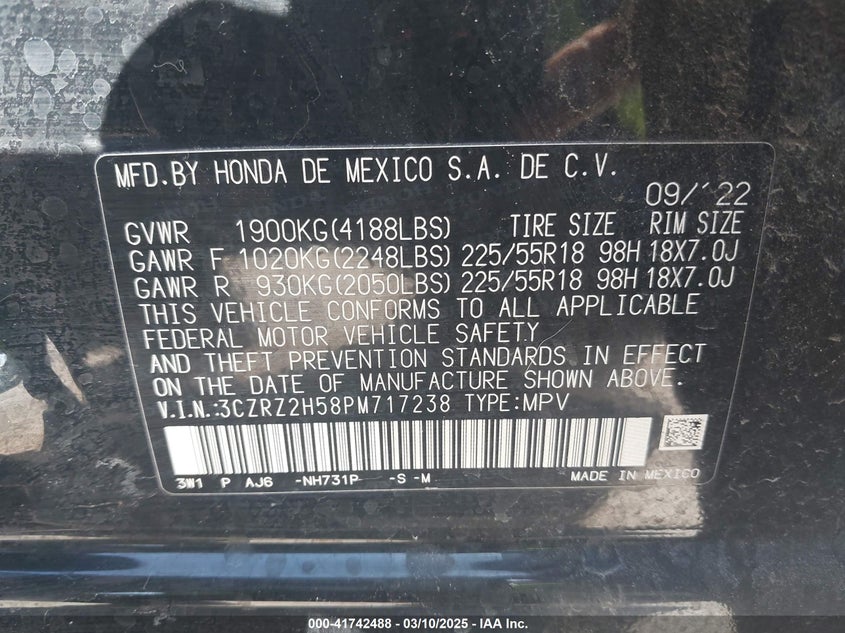 MFD.BY HONDA DE MEXICO S.A. DE C.V.
09/'22
GVWR 1900KG(4188LBS) TIRE SIZE RIM SIZE
GAWR F 1020KG(2248LBS) 225/55R18 98H 18X7.0J
GAWR R 930KG(2050LBS) 225/55R18 98H 18X7.0J
THIS VEHICLE CONFORMS TO ALL APPLICABLE
FEDERAL MOTOR VEHICLE SAFETY
AND THEFT PREVENTION STANDARDS IN EFFECT
ON THE DATE OF MANUFACTURE SHOWN ABOVE.
V.I.N.:3CZRZ2H58PM717238 TYPE:MPV
3W1 P AJ6 -NH731P -S -M MADE IN MEXICO
000-41742488 - 03/10/2025 - IAA Inc.